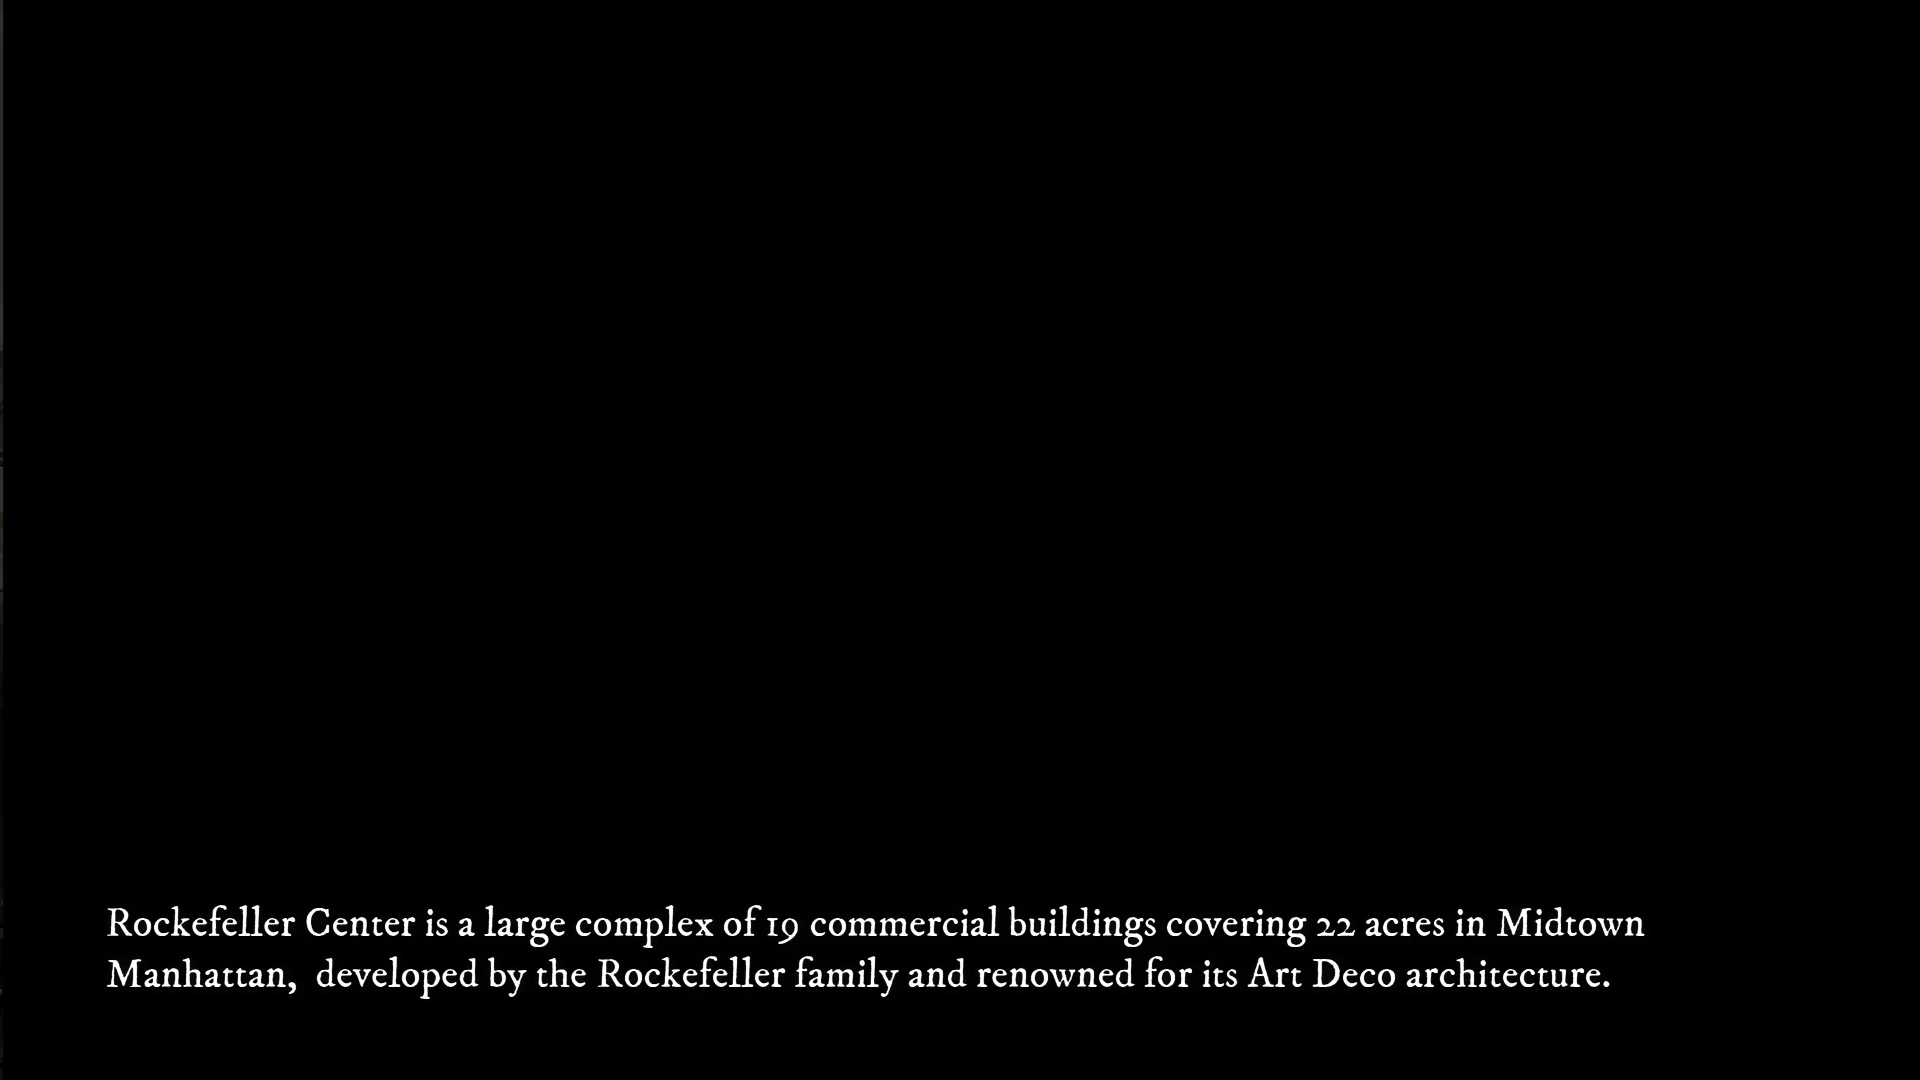 Rockefeller Center is a large complex of 19 commercial buildings covering 22 acres in Midtown
Manhattan,  developed by the Rockefeller family and renowned for its Art Deco architecture.